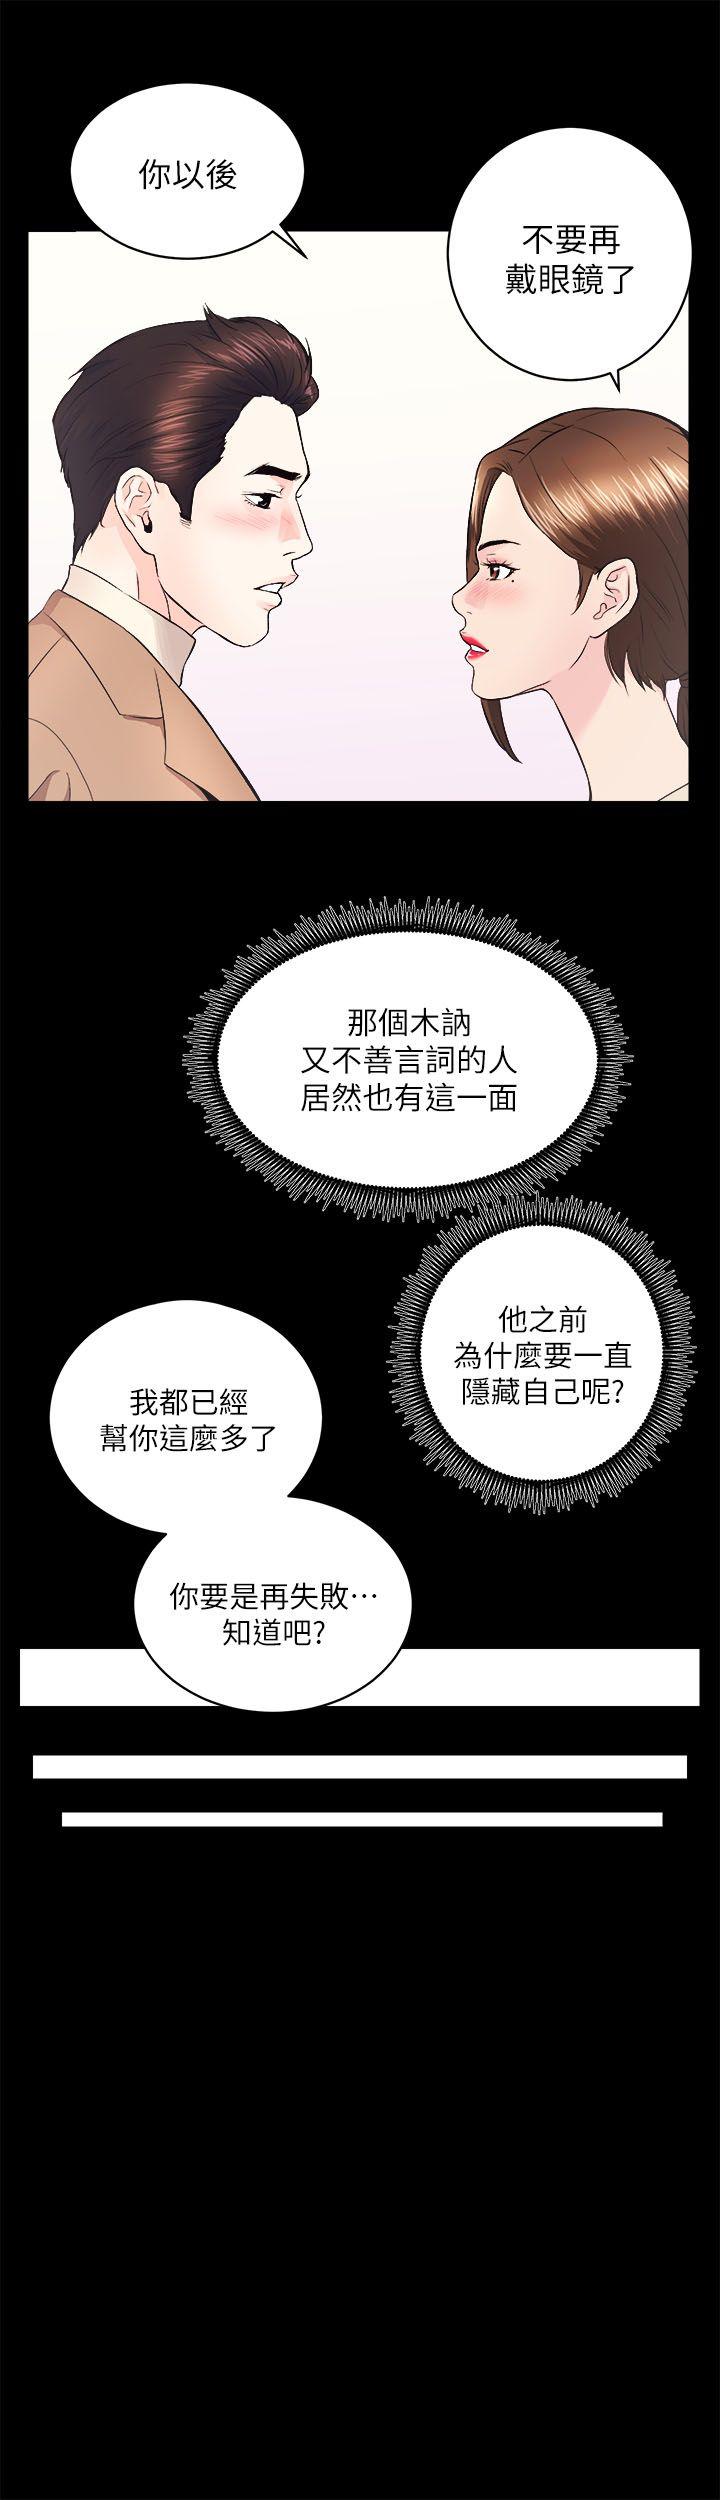 你以後
不要再
戴眼鏡了
那個木訥
又不善言詞的人
居然也有這一面
他之前
為什麼要一直
隱藏自己呢?
我都已經
幫你這麼多了
你要是再失敗…
知道吧?